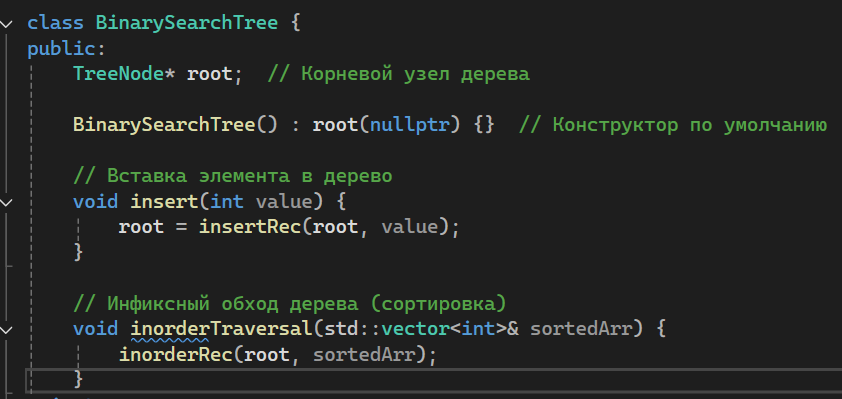 class BinarySearchTree {
public:
    TreeNode* root;  // Корневой узел дерева

    BinarySearchTree() : root(nullptr) {}  // Конструктор по умолчанию

    // Вставка элемента в дерево
    void insert(int value) {
        root = insertRec(root, value);
    }

    // Инфиксный обход дерева (сортировка)
    void inorderTraversal(std::vector<int>& sortedArr) {
        inorderRec(root, sortedArr);
    }